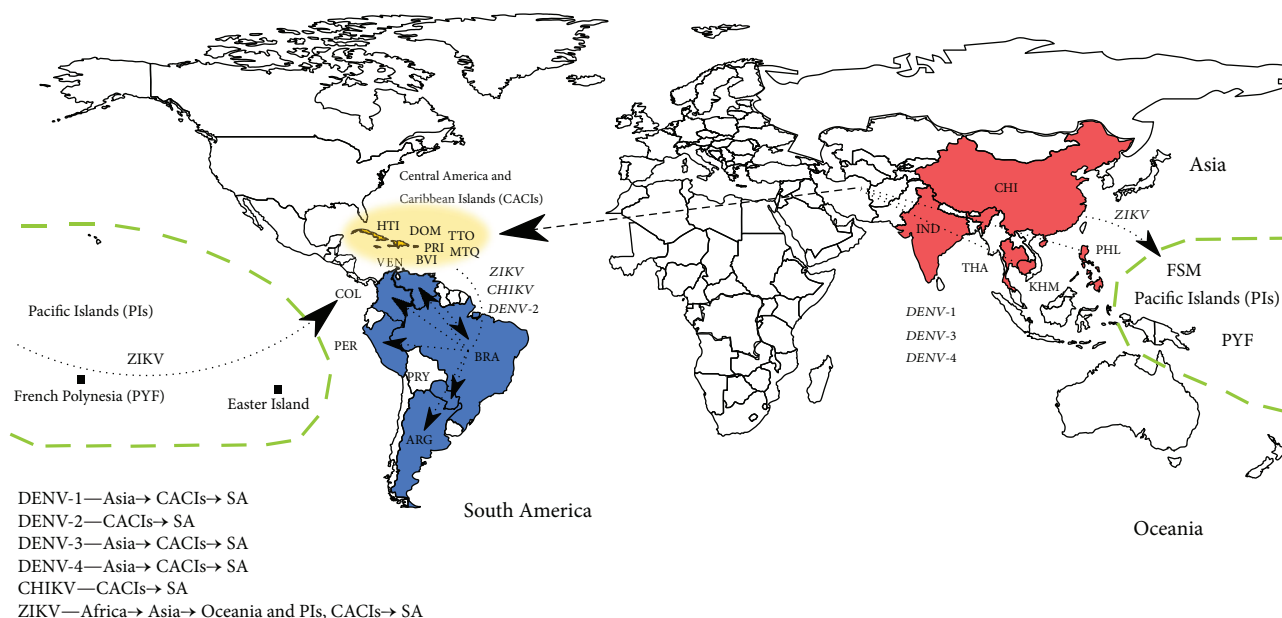 Asia
Central America and
Caribbean Islands (CACIs)
CHI
HTI
DOM
TTO
PRI
MTQ
BVI
VEN
IND
ZIKV
PHL
THA
KHM
FSM
Pacific Islands (PIs)
PYF
ZIKV
CHIKV
DENV-2
COL
DENV-1
DENV-3
DENV-4
Pacific Islands (PIs)
ZIKV
PER
BRA
PRY
French Polynesia (PYF)
Easter Island
ARG
South America
Oceania
DENV-1—Asia→ CACIs→ SA
DENV-2—CACIs→ SA
DENV-3—Asia→ CACIs→ SA
DENV-4—Asia→ CACIs→ SA
CHIKV—CACIs→ SA
ZIKV—Africa→ Asia→ Oceania and PIs, CACIs→ SA